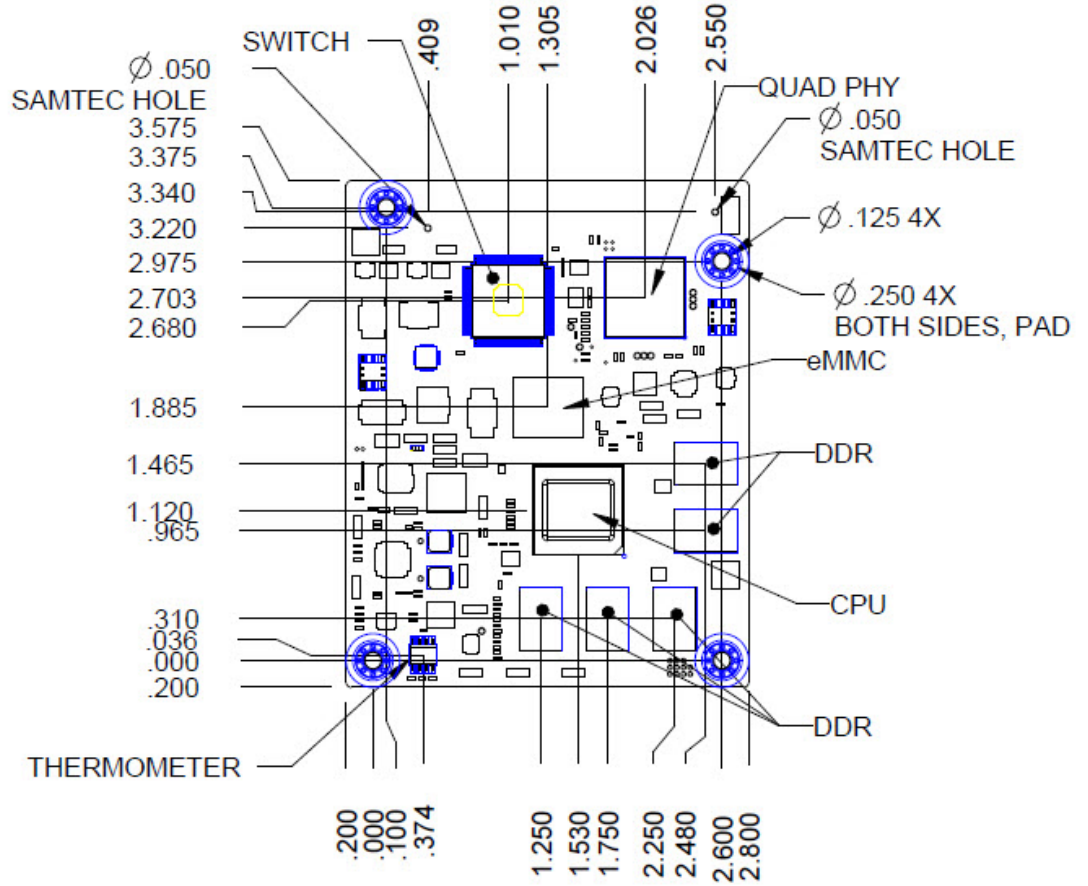 SWITCH
.409
1.010
1.305
2.026
2.550
∅ .050
SAMTEC HOLE
QUAD PHY
∅ .050
SAMTEC HOLE
3.575
3.375
3.340
3.220
2.975
2.703
2.680
∅ .125 4X
∅ .250 4X
BOTH SIDES, PAD
eMMC
1.885
1.465
1.120
.965
DDR
CPU
.310
.036
.000
.200
DDR
THERMOMETER
.200
.000
.100
.374
1.250
1.530
1.750
2.250
2.480
2.600
2.800